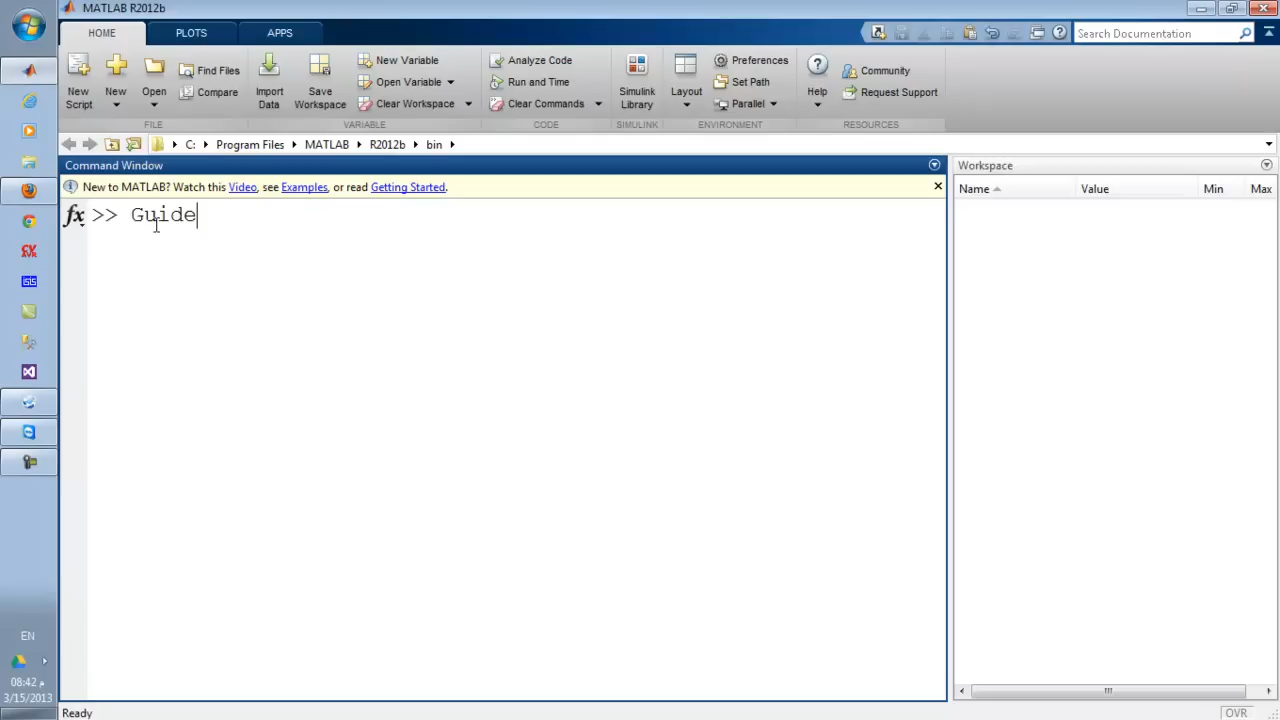 MATLAB R2012b
HOME PLOTS APPS
Search Documentation
New Script
New
Open
Find Files
Compare
FILE
Import Data
Save Workspace
New Variable
Open Variable
Clear Workspace
VARIABLE
Analyze Code
Run and Time
Clear Commands
CODE
Simulink Library
SIMULINK
Layout
Preferences
Set Path
Parallel
ENVIRONMENT
Help
Community
Request Support
RESOURCES
C: Program Files MATLAB R2012b bin
Command Window
New to MATLAB? Watch this Video, see Examples, or read Getting Started.
fx >> Guide
Workspace
Name Value Min Max
EN
08:42 م
3/15/2013
Ready
OVR